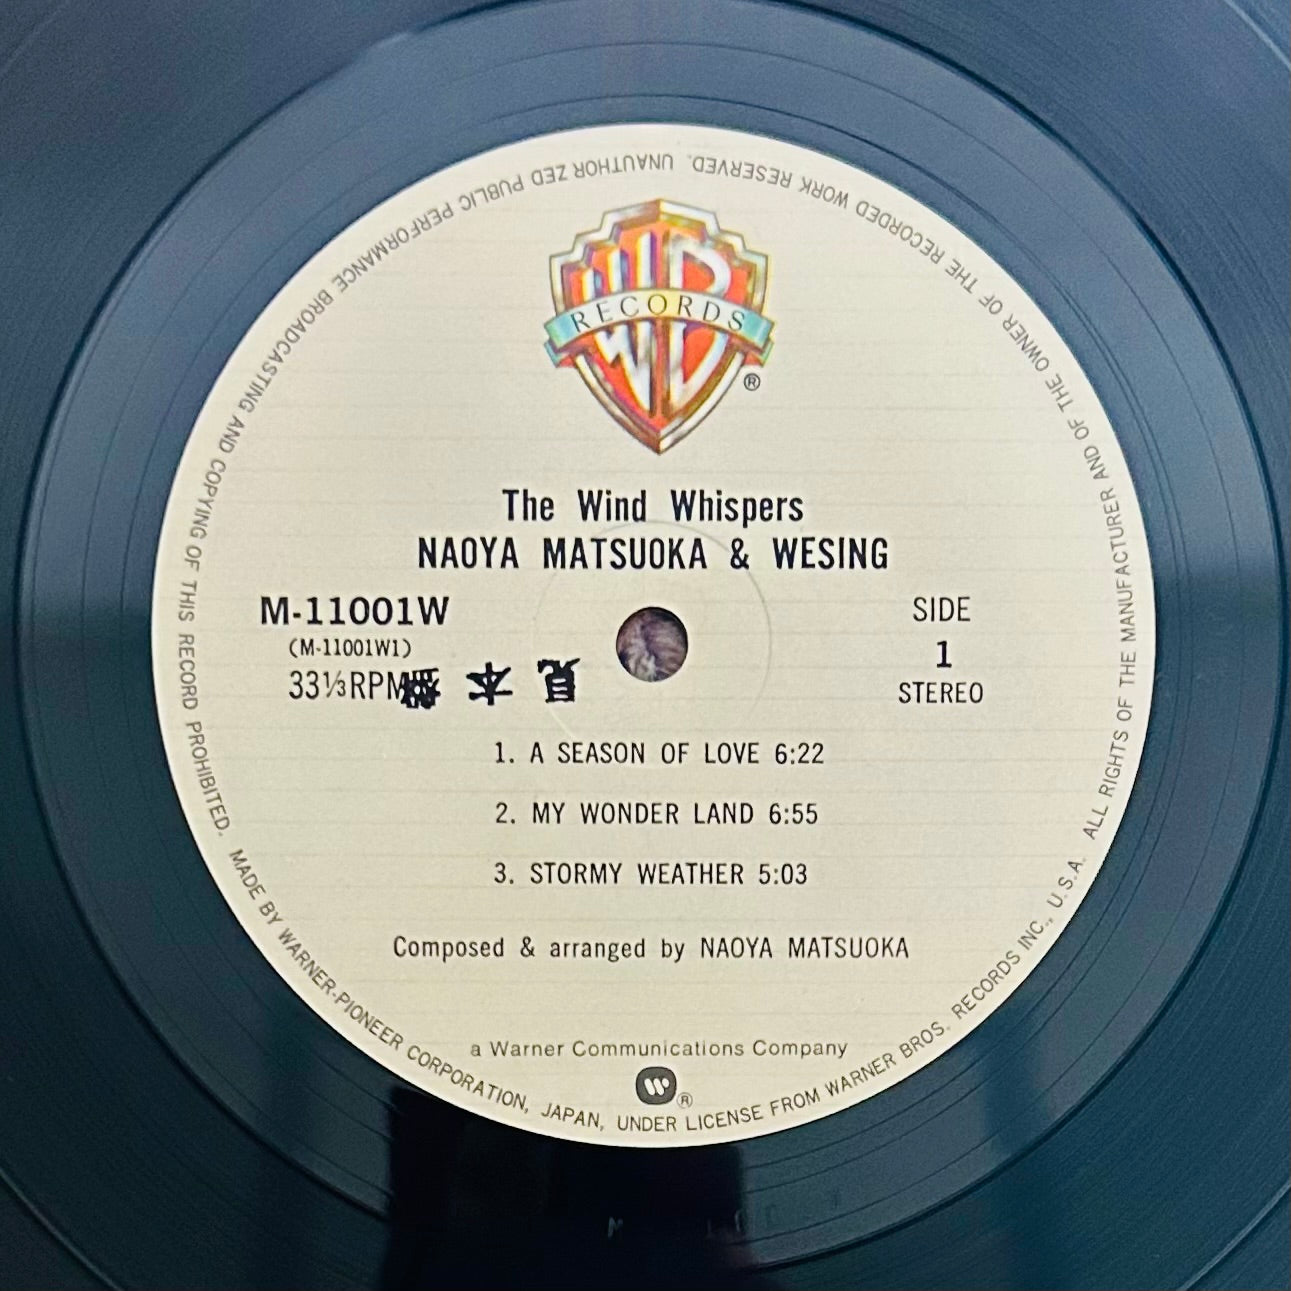 RECORDS
WB
®
The Wind Whispers
NAOYA MATSUOKA & WESING
M-11001W
(M-11001W1)
33⅓RPM
SIDE
1
STEREO
1. A SEASON OF LOVE 6:22
2. MY WONDER LAND 6:55
3. STORMY WEATHER 5:03
Composed & arranged by NAOYA MATSUOKA
a Warner Communications Company
W ®
MADE BY WARNER-PIONEER CORPORATION, JAPAN, UNDER LICENSE FROM WARNER BROS. RECORDS INC., U.S.A. ALL RIGHTS OF THE MANUFACTURER AND OF THE OWNER OF THE RECORDED WORK RESERVED. UNAUTHOR ZED PUBLIC PERFORMANCE BROADCASTING AND COPYING OF THIS RECORD PROHIBITED.